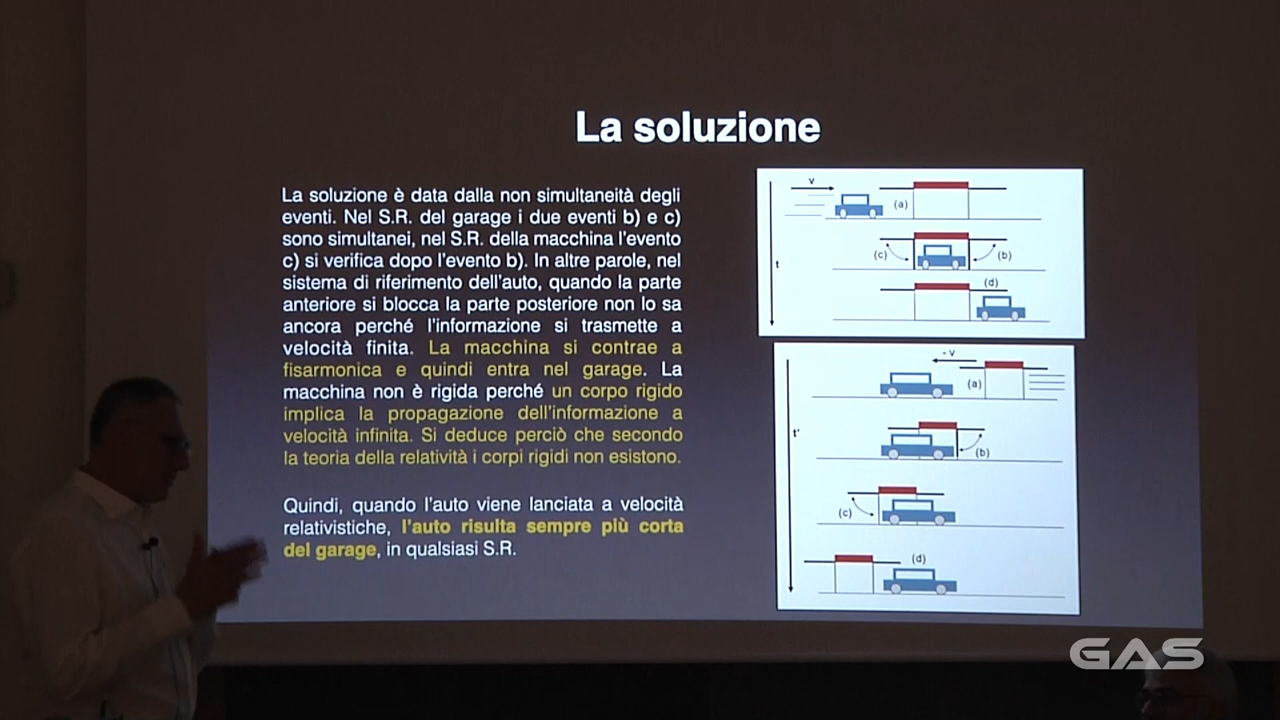 La soluzione
La soluzione è data dalla non simultaneità degli
eventi. Nel S.R. del garage i due eventi b) e c)
sono simultanei, nel S.R. della macchina l'evento
c) si verifica dopo l'evento b). In altre parole, nel
sistema di riferimento dell'auto, quando la parte
anteriore si blocca la parte posteriore non lo sa
ancora perché l'informazione si trasmette a
velocità finita. La macchina si contrae a
fisarmonica e quindi entra nel garage. La
macchina non è rigida perché un corpo rigido
implica la propagazione dell'informazione a
velocità infinita. Si deduce perciò che secondo
la teoria della relatività i corpi rigidi non esistono.
Quindi, quando l'auto viene lanciata a velocità
relativistiche, l'auto risulta sempre più corta
del garage, in qualsiasi S.R.
v
(a)
(c)
(b)
t
(d)
- v
(a)
t'
(b)
(c)
(d)
GAS